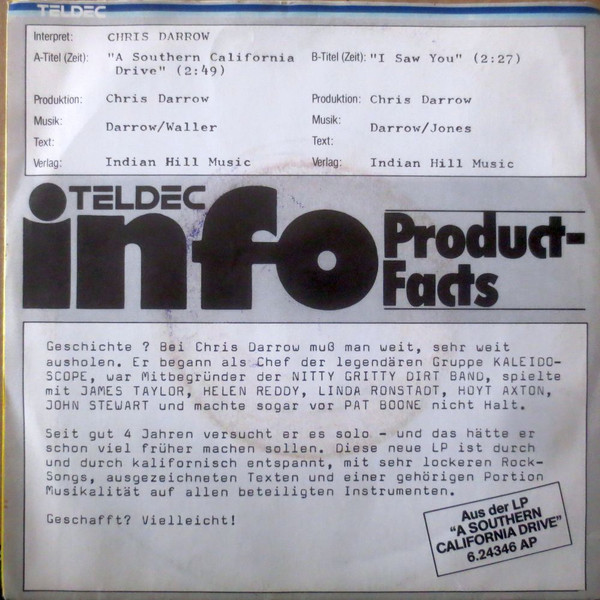 TELDEC
Interpret: CHRIS DARROW
A-Titel (Zeit): "A Southern California Drive" (2:49)
B-Titel (Zeit): "I Saw You" (2:27)
Produktion: Chris Darrow
Produktion: Chris Darrow
Musik:
Text:
Darrow/Waller
Musik:
Text:
Darrow/Jones
Verlag: Indian Hill Music
Verlag: Indian Hill Music
TELDEC
info
Product-
Facts
Geschichte ? Bei Chris Darrow muß man weit, sehr weit
ausholen. Er begann als Chef der legendären Gruppe KALEIDO-
SCOPE, war Mitbegründer der NITTY GRITTY DIRT BAND, spielte
mit JAMES TAYLOR, HELEN REDDY, LINDA RONSTADT, HOYT AXTON,
JOHN STEWART und machte sogar vor PAT BOONE nicht Halt.
Seit gut 4 Jahren versucht er es solo - und das hätte er
schon viel früher machen sollen. Diese neue LP ist durch
und durch kalifornisch entspannt, mit sehr lockeren Rock-
Songs, ausgezeichneten Texten und einer gehörigen Portion
Musikalität auf allen beteiligten Instrumenten.
Geschafft? Vielleicht!
Aus der LP
"A SOUTHERN
CALIFORNIA DRIVE"
6.24346 AP